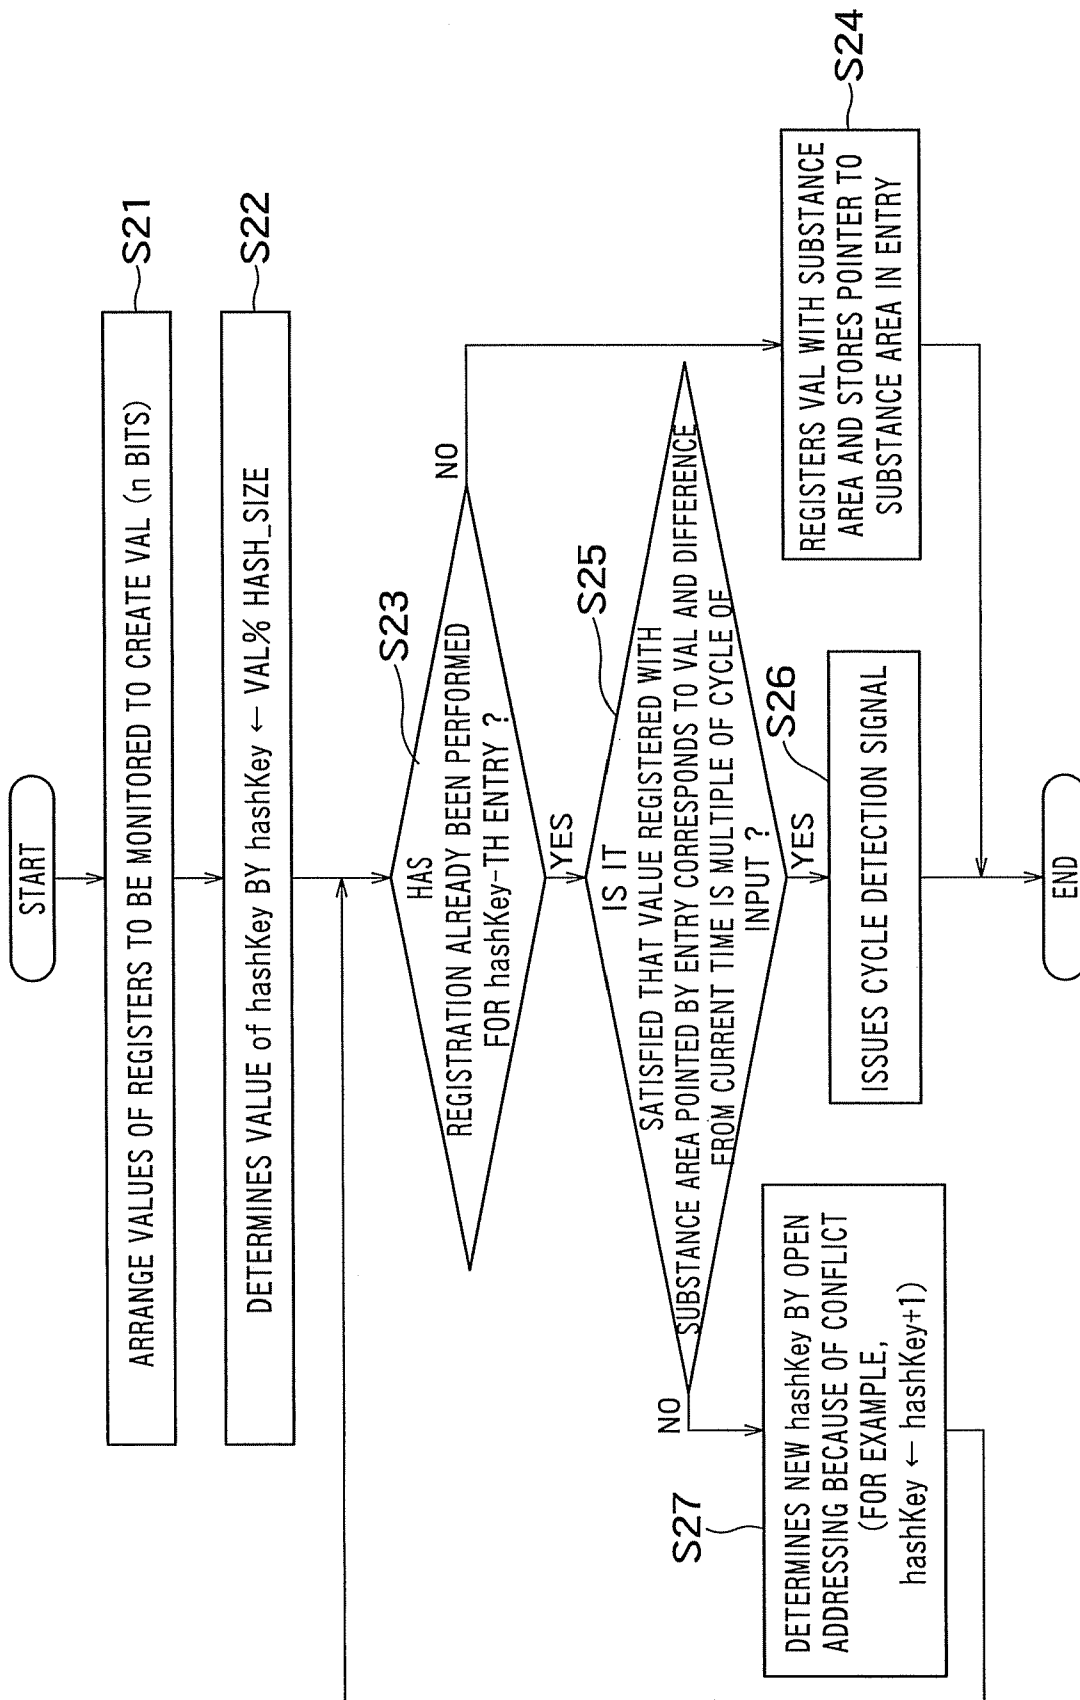 START
S21
ARRANGE VALUES OF REGISTERS TO BE MONITORED TO CREATE VAL (n BITS)
S22
DETERMINES VALUE of hashKey BY hashKey ← VAL% HASH_SIZE
S23
HAS
REGISTRATION ALREADY BEEN PERFORMED
FOR hashKey-TH ENTRY ?
NO
YES
S25
IS IT
SATISFIED THAT VALUE REGISTERED WITH
SUBSTANCE AREA POINTED BY ENTRY CORRESPONDS TO VAL AND DIFFERENCE
FROM CURRENT TIME IS MULTIPLE OF CYCLE OF
INPUT ?
NO
YES
S24
REGISTERS VAL WITH SUBSTANCE
AREA AND STORES POINTER TO
SUBSTANCE AREA IN ENTRY
S27
DETERMINES NEW hashKey BY OPEN
ADDRESSING BECAUSE OF CONFLICT
(FOR EXAMPLE,
hashKey ← hashKey+1)
S26
ISSUES CYCLE DETECTION SIGNAL
END